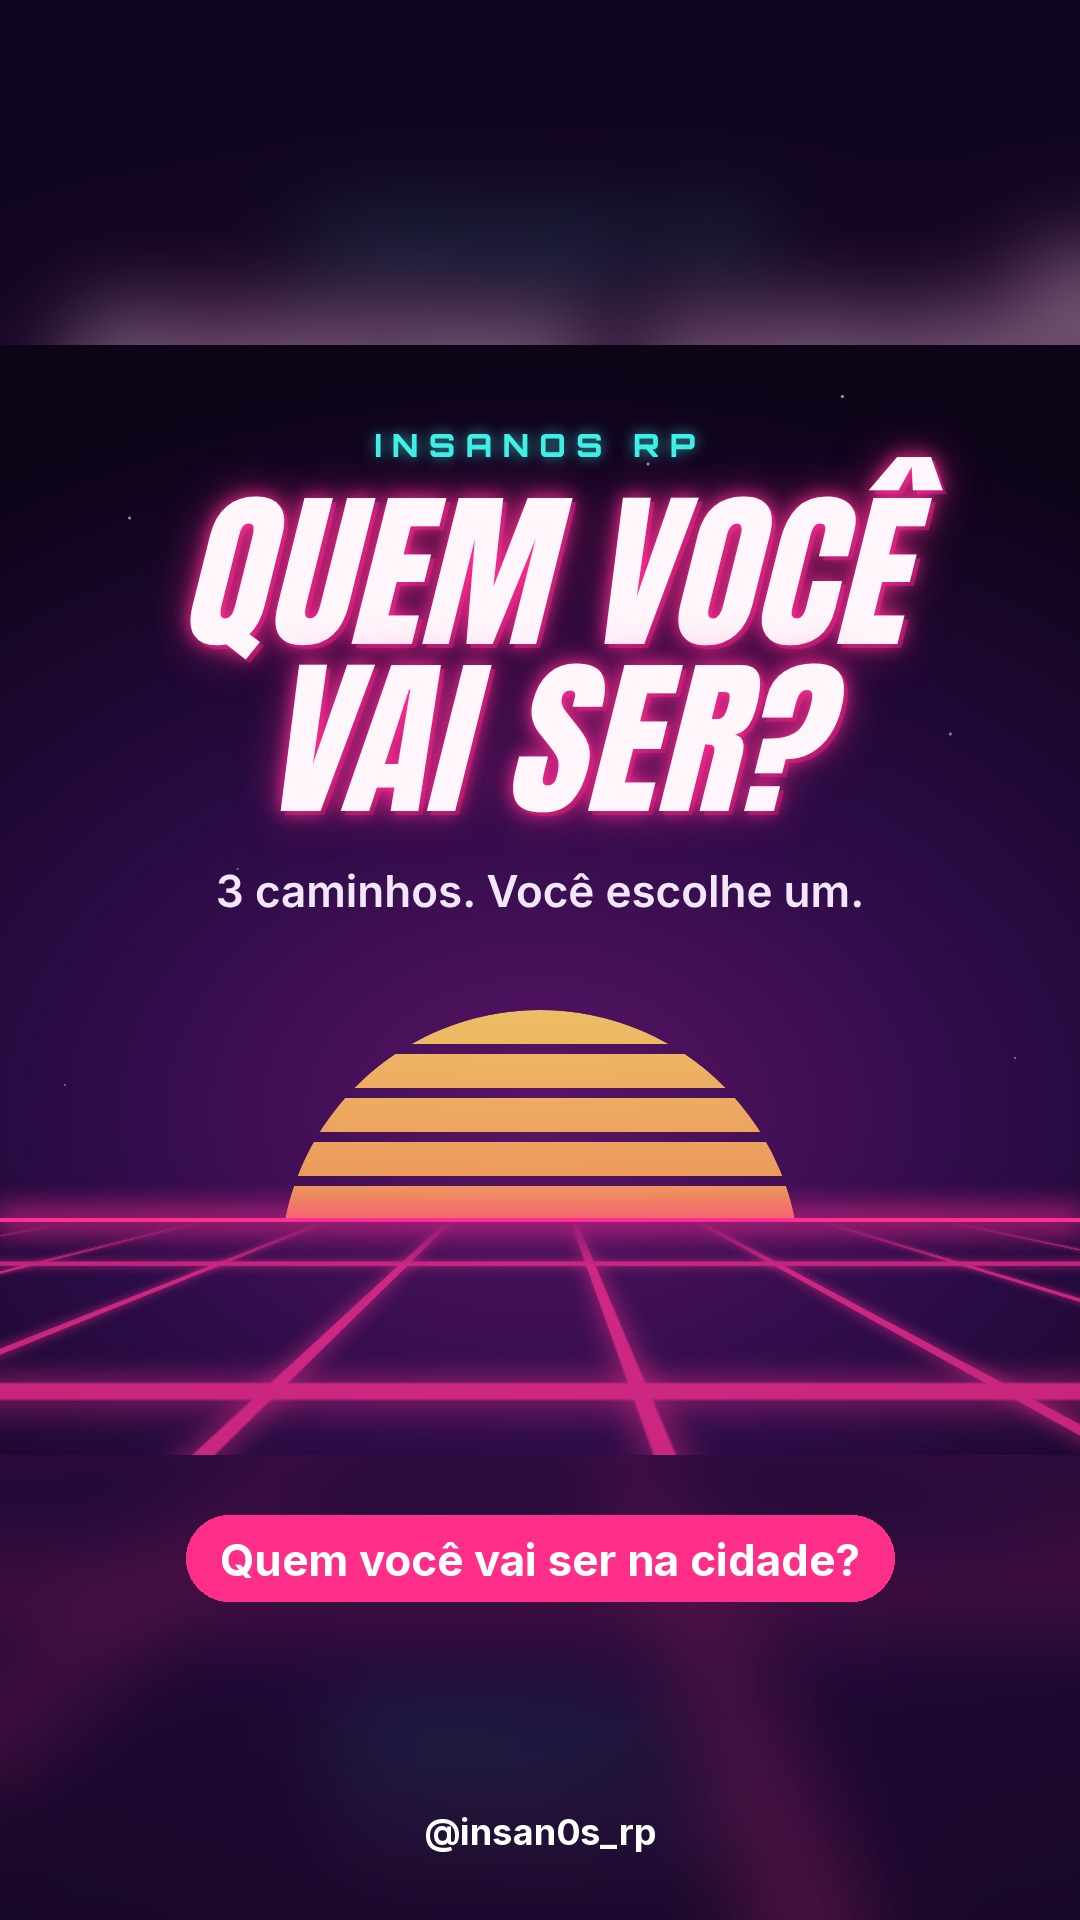 INSANOS RP
QUEM VOCÊ
VAI SER?
3 caminhos. Você escolhe um.
Quem você vai ser na cidade?
@insan0s_rp